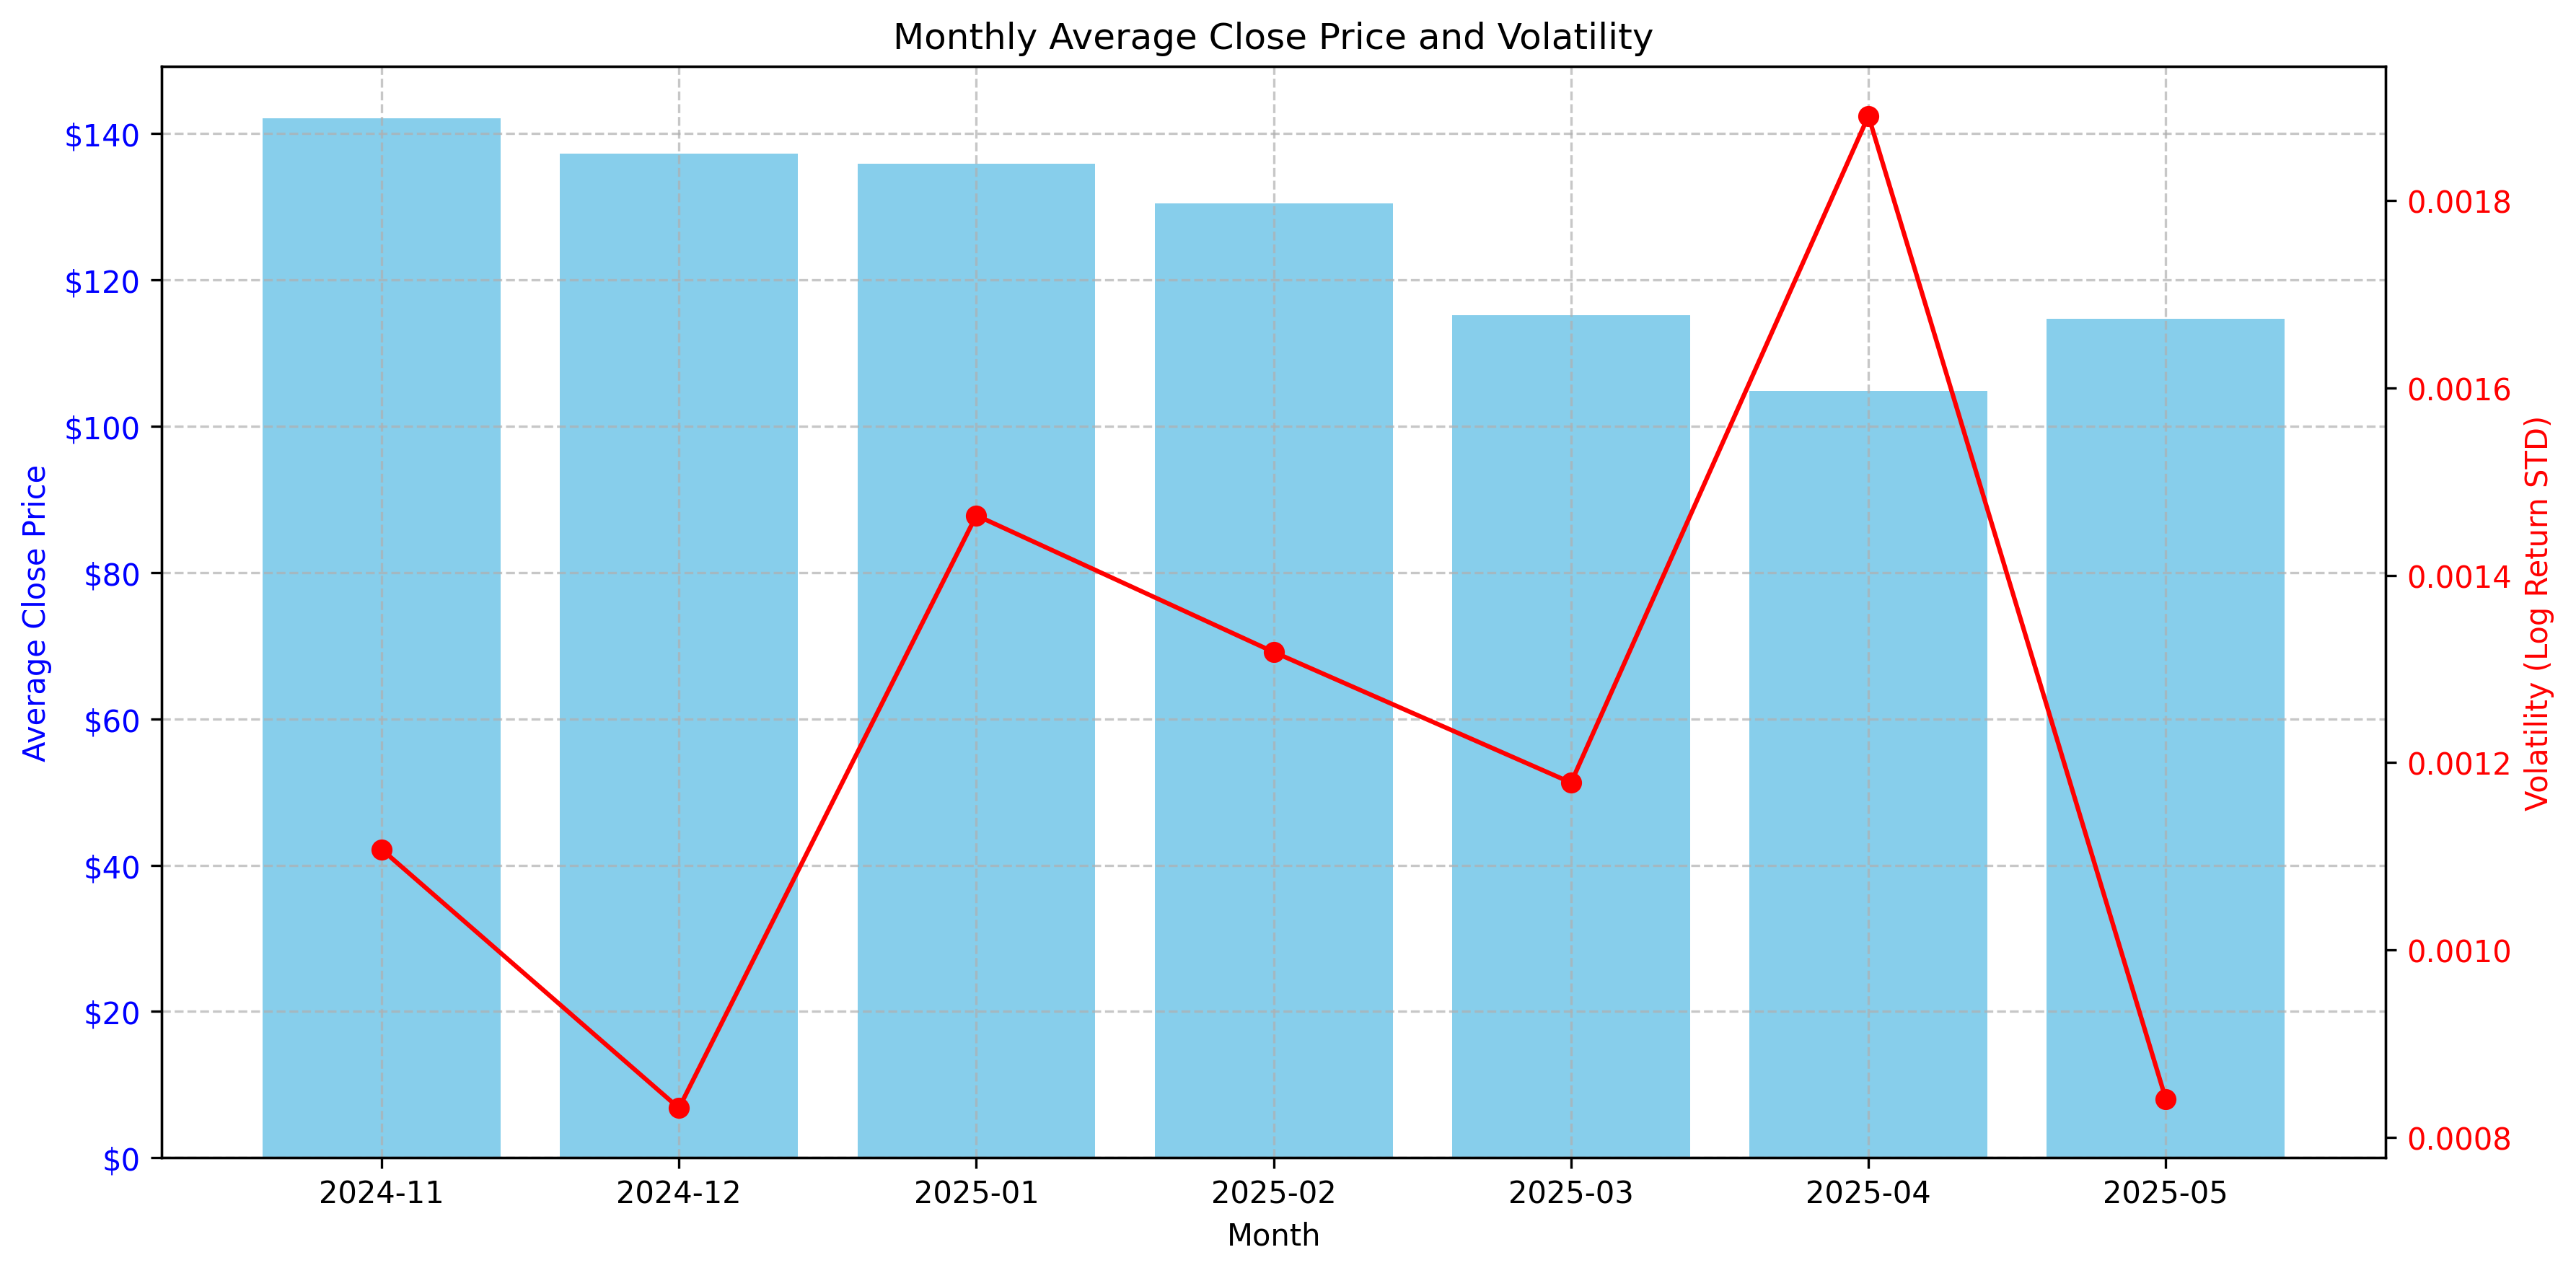 Monthly Average Close Price and Volatility
$140
$120
$100
$80
$60
$40
$20
$0
Average Close Price
0.0018
0.0016
0.0014
0.0012
0.0010
0.0008
Volatility (Log Return STD)
2024-11 2024-12 2025-01 2025-02 2025-03 2025-04 2025-05
Month